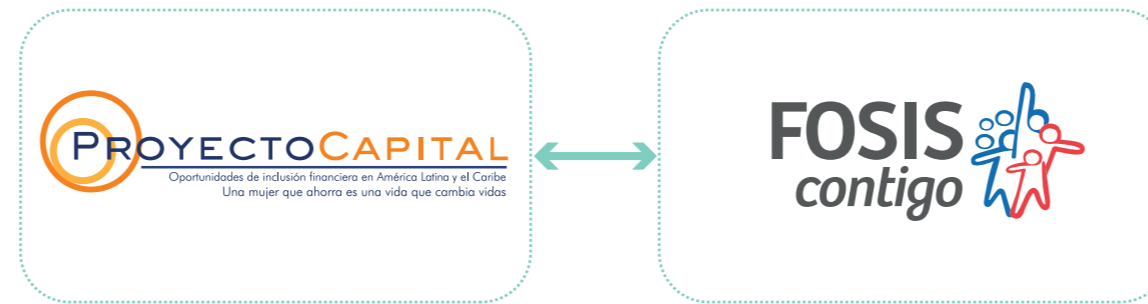 PROYECTOCAPITAL
Oportunidades de inclusión financiera en América Latina y el Caribe
Una mujer que ahorra es una vida que cambia vidas
FOSIS
contigo